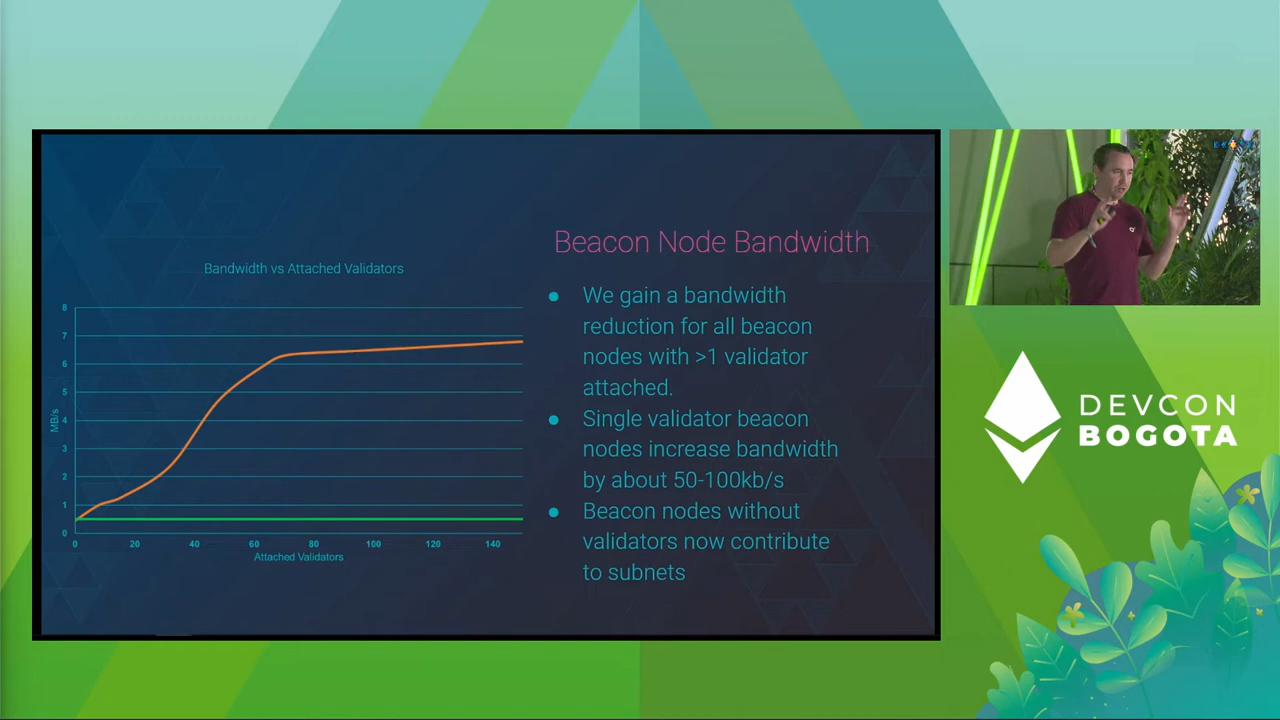 Beacon Node Bandwidth
Bandwidth vs Attached Validators
8
7
6
5
4
3
2
1
0
MB/s
0 20 40 60 80 100 120 140
Attached Validators
● We gain a bandwidth
reduction for all beacon
nodes with >1 validator
attached.
● Single validator beacon
nodes increase bandwidth
by about 50-100kb/s
● Beacon nodes without
validators now contribute
to subnets
DEVCON
BOGOTA